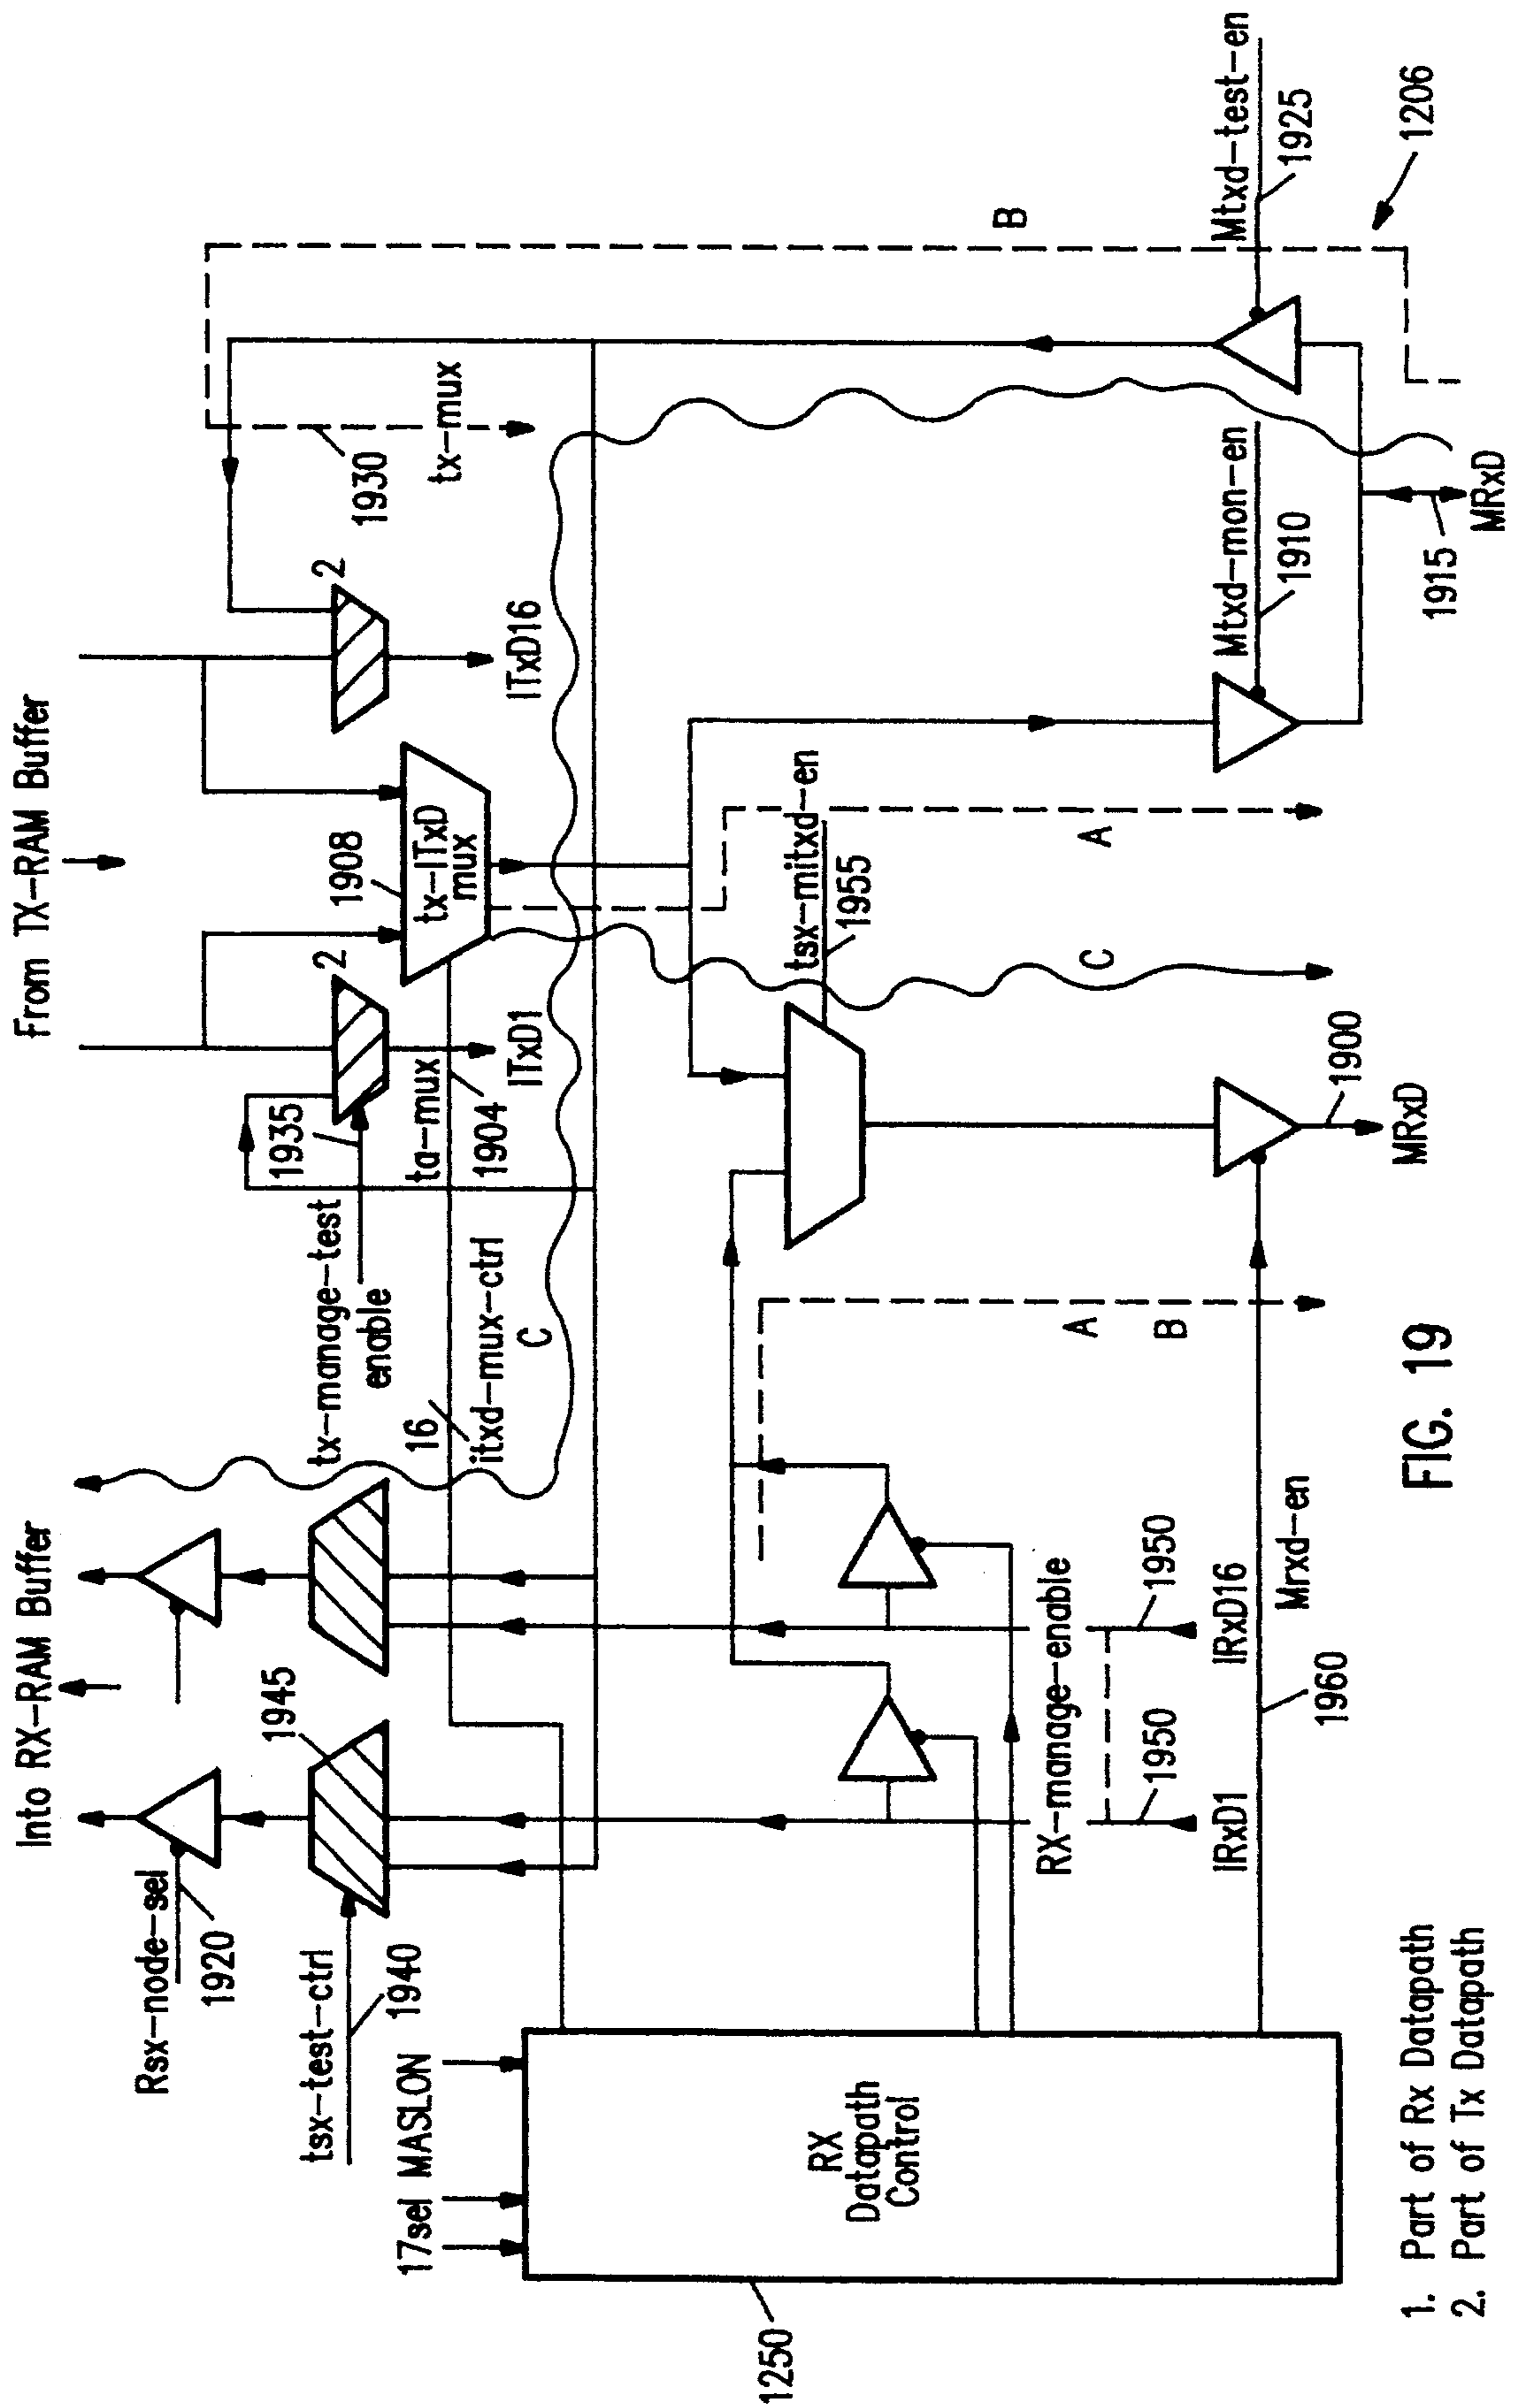 Into RX-RAM Buffer
From TX-RAM Buffer
Rsx-node-sel
1920
1945
tsx-test-ctrl
1940
17sel MASLON
RX
Datapath
Control
1250
tx-manage-test
enable
1935
2
ITxD1
ta-mux
1904
16
itxd-mux-ctrl
C
1908
tx-ITxD
mux
2
ITxD16
1930
tx-mux
B
tsx-mitxd-en
1955
C
A
A
B
RX-manage-enable
1950
IRxD1
1950
IRxD16
1960
Mrxd-en
1900
MRxD
Mtxd-mon-en
1910
1915
MRxD
Mtxd-test-en
1925
1206
FIG. 19
1. Part of Rx Datapath
2. Part of Tx Datapath